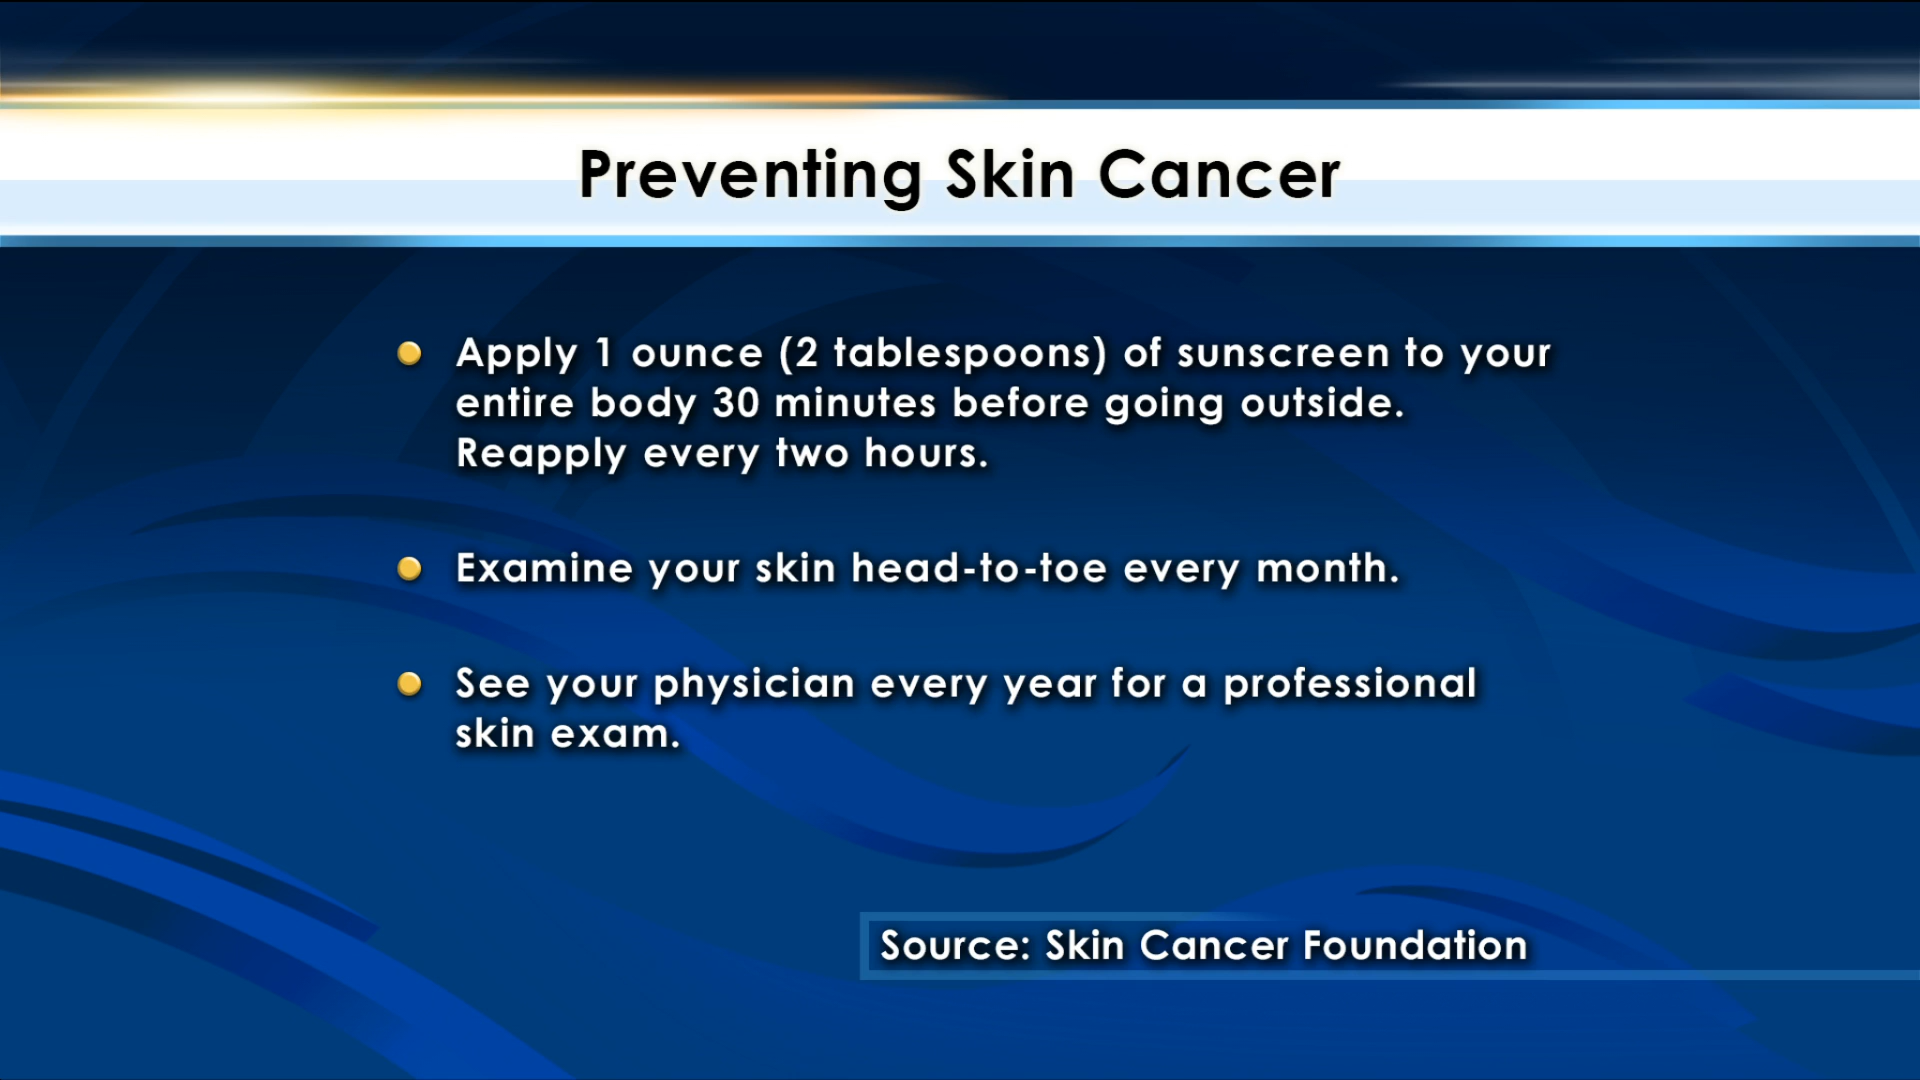 Preventing Skin Cancer
Apply 1 ounce (2 tablespoons) of sunscreen to your
entire body 30 minutes before going outside.
Reapply every two hours.
Examine your skin head-to-toe every month.
See your physician every year for a professional
skin exam.
Source: Skin Cancer Foundation